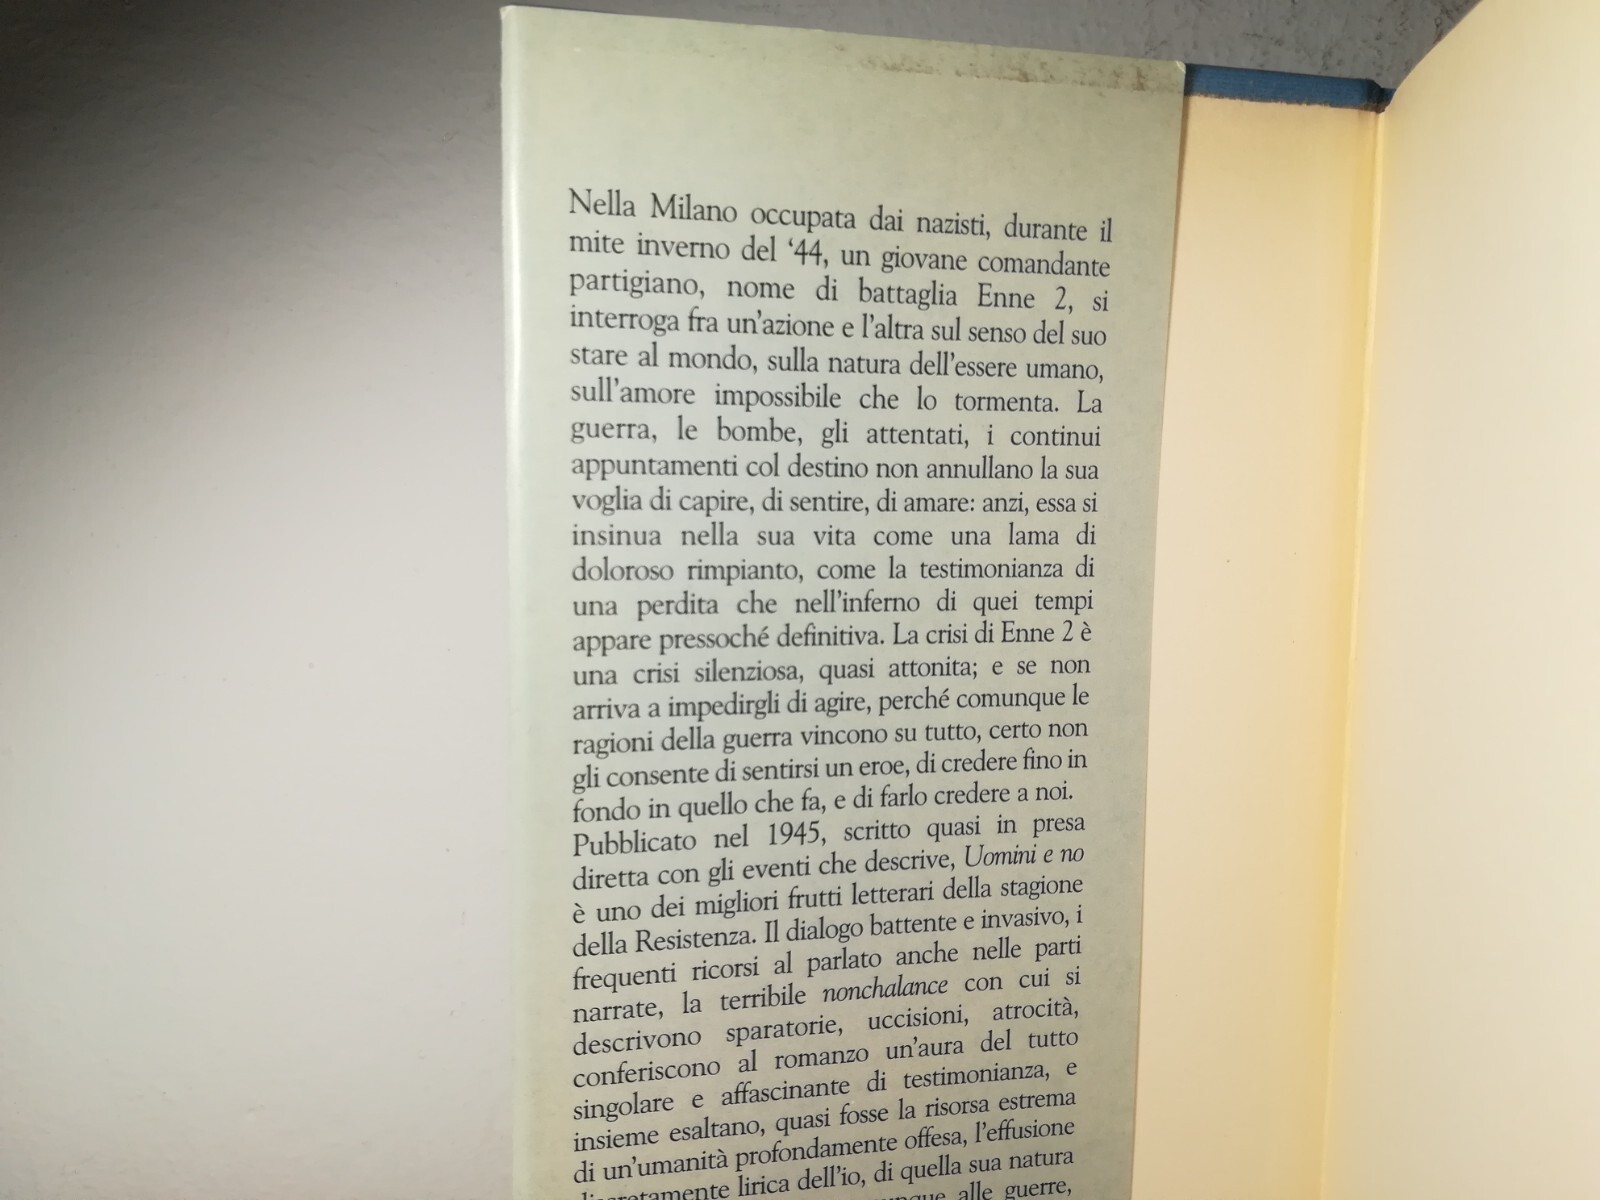 Nella Milano occupata dai nazisti, durante il
mite inverno del ‘44, un giovane comandante
partigiano, nome di battaglia Enne 2, si
interroga fra un'azione e l'altra sul senso del suo
stare al mondo, sulla natura dell'essere umano,
sull'amore impossibile che lo tormenta. La
guerra, le bombe, gli attentati, i continui
appuntamenti col destino non annullano la sua
voglia di capire, di sentire, di amare: anzi, essa si
insinua nella sua vita come una lama di
doloroso rimpianto, come la testimonianza di
una perdita che nell'inferno di quei tempi
appare pressoché definitiva. La crisi di Enne 2 è
una crisi silenziosa, quasi attonita; e se non
arriva a impedirgli di agire, perché comunque le
ragioni della guerra vincono su tutto, certo non
gli consente di sentirsi un eroe, di credere fino in
fondo in quello che fa, e di farlo credere a noi.
Pubblicato nel 1945, scritto quasi in presa
diretta con gli eventi che descrive, Uomini e no
è uno dei migliori frutti letterari della stagione
della Resistenza. Il dialogo battente e invasivo, i
frequenti ricorsi al parlato anche nelle parti
narrate, la terribile nonchalance con cui si
descrivono sparatorie, uccisioni, atrocità,
conferiscono al romanzo un'aura del tutto
singolare e affascinante di testimonianza, e
insieme esaltano, quasi fosse la risorsa estrema
di un'umanità profondamente offesa, l'effusione
lirica dell'io, di quella sua natura
alle guerre,